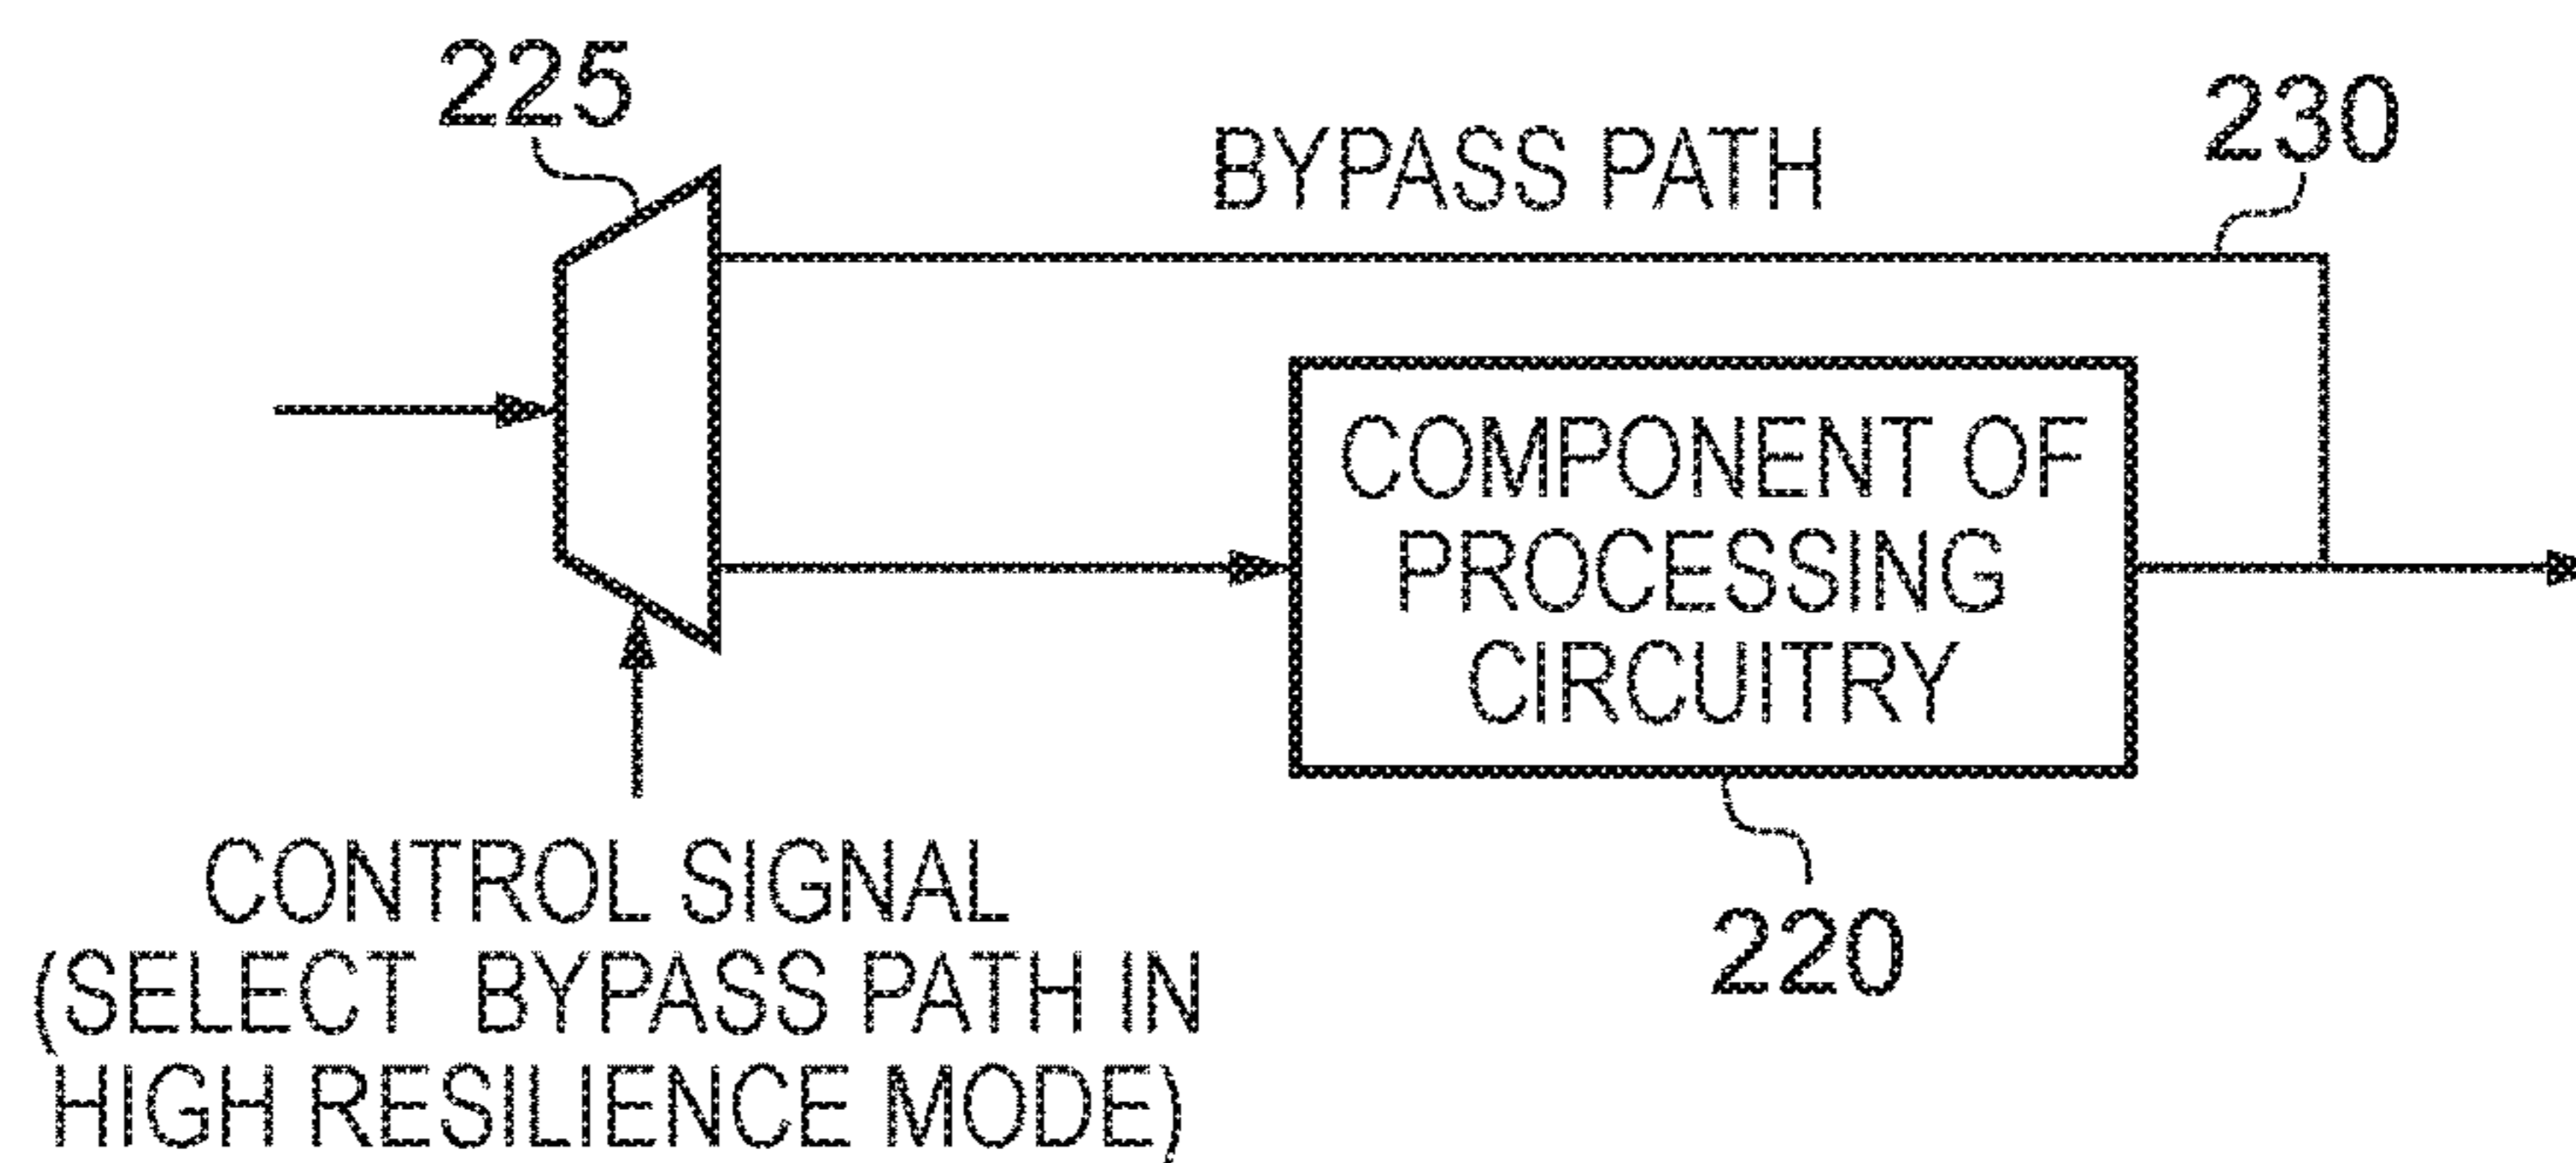 225
230
BYPASS PATH
COMPONENT OF
PROCESSING
CIRCUITRY
220
CONTROL SIGNAL
(SELECT BYPASS PATH IN
HIGH RESILIENCE MODE)